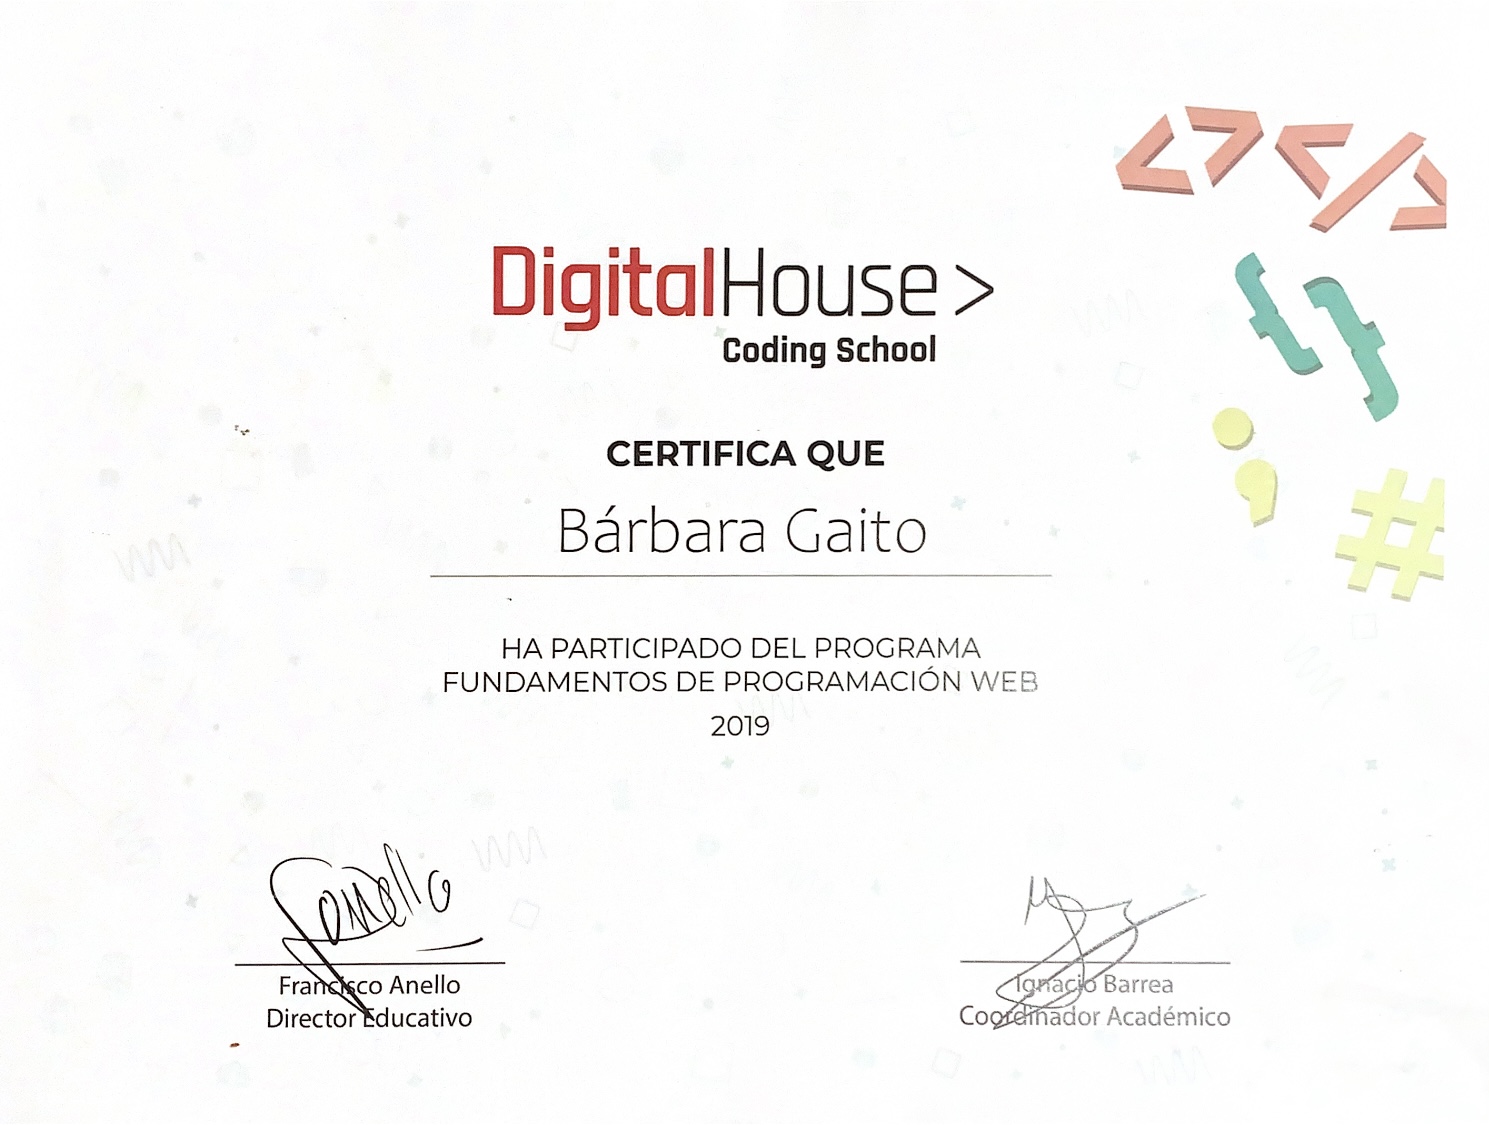 DigitalHouse >
Coding School
CERTIFICA QUE
Bárbara Gaito
HA PARTICIPADO DEL PROGRAMA
FUNDAMENTOS DE PROGRAMACIÓN WEB
2019
Francisco Anello
Director Educativo
Ignacio Barrea
Coordinador Académico